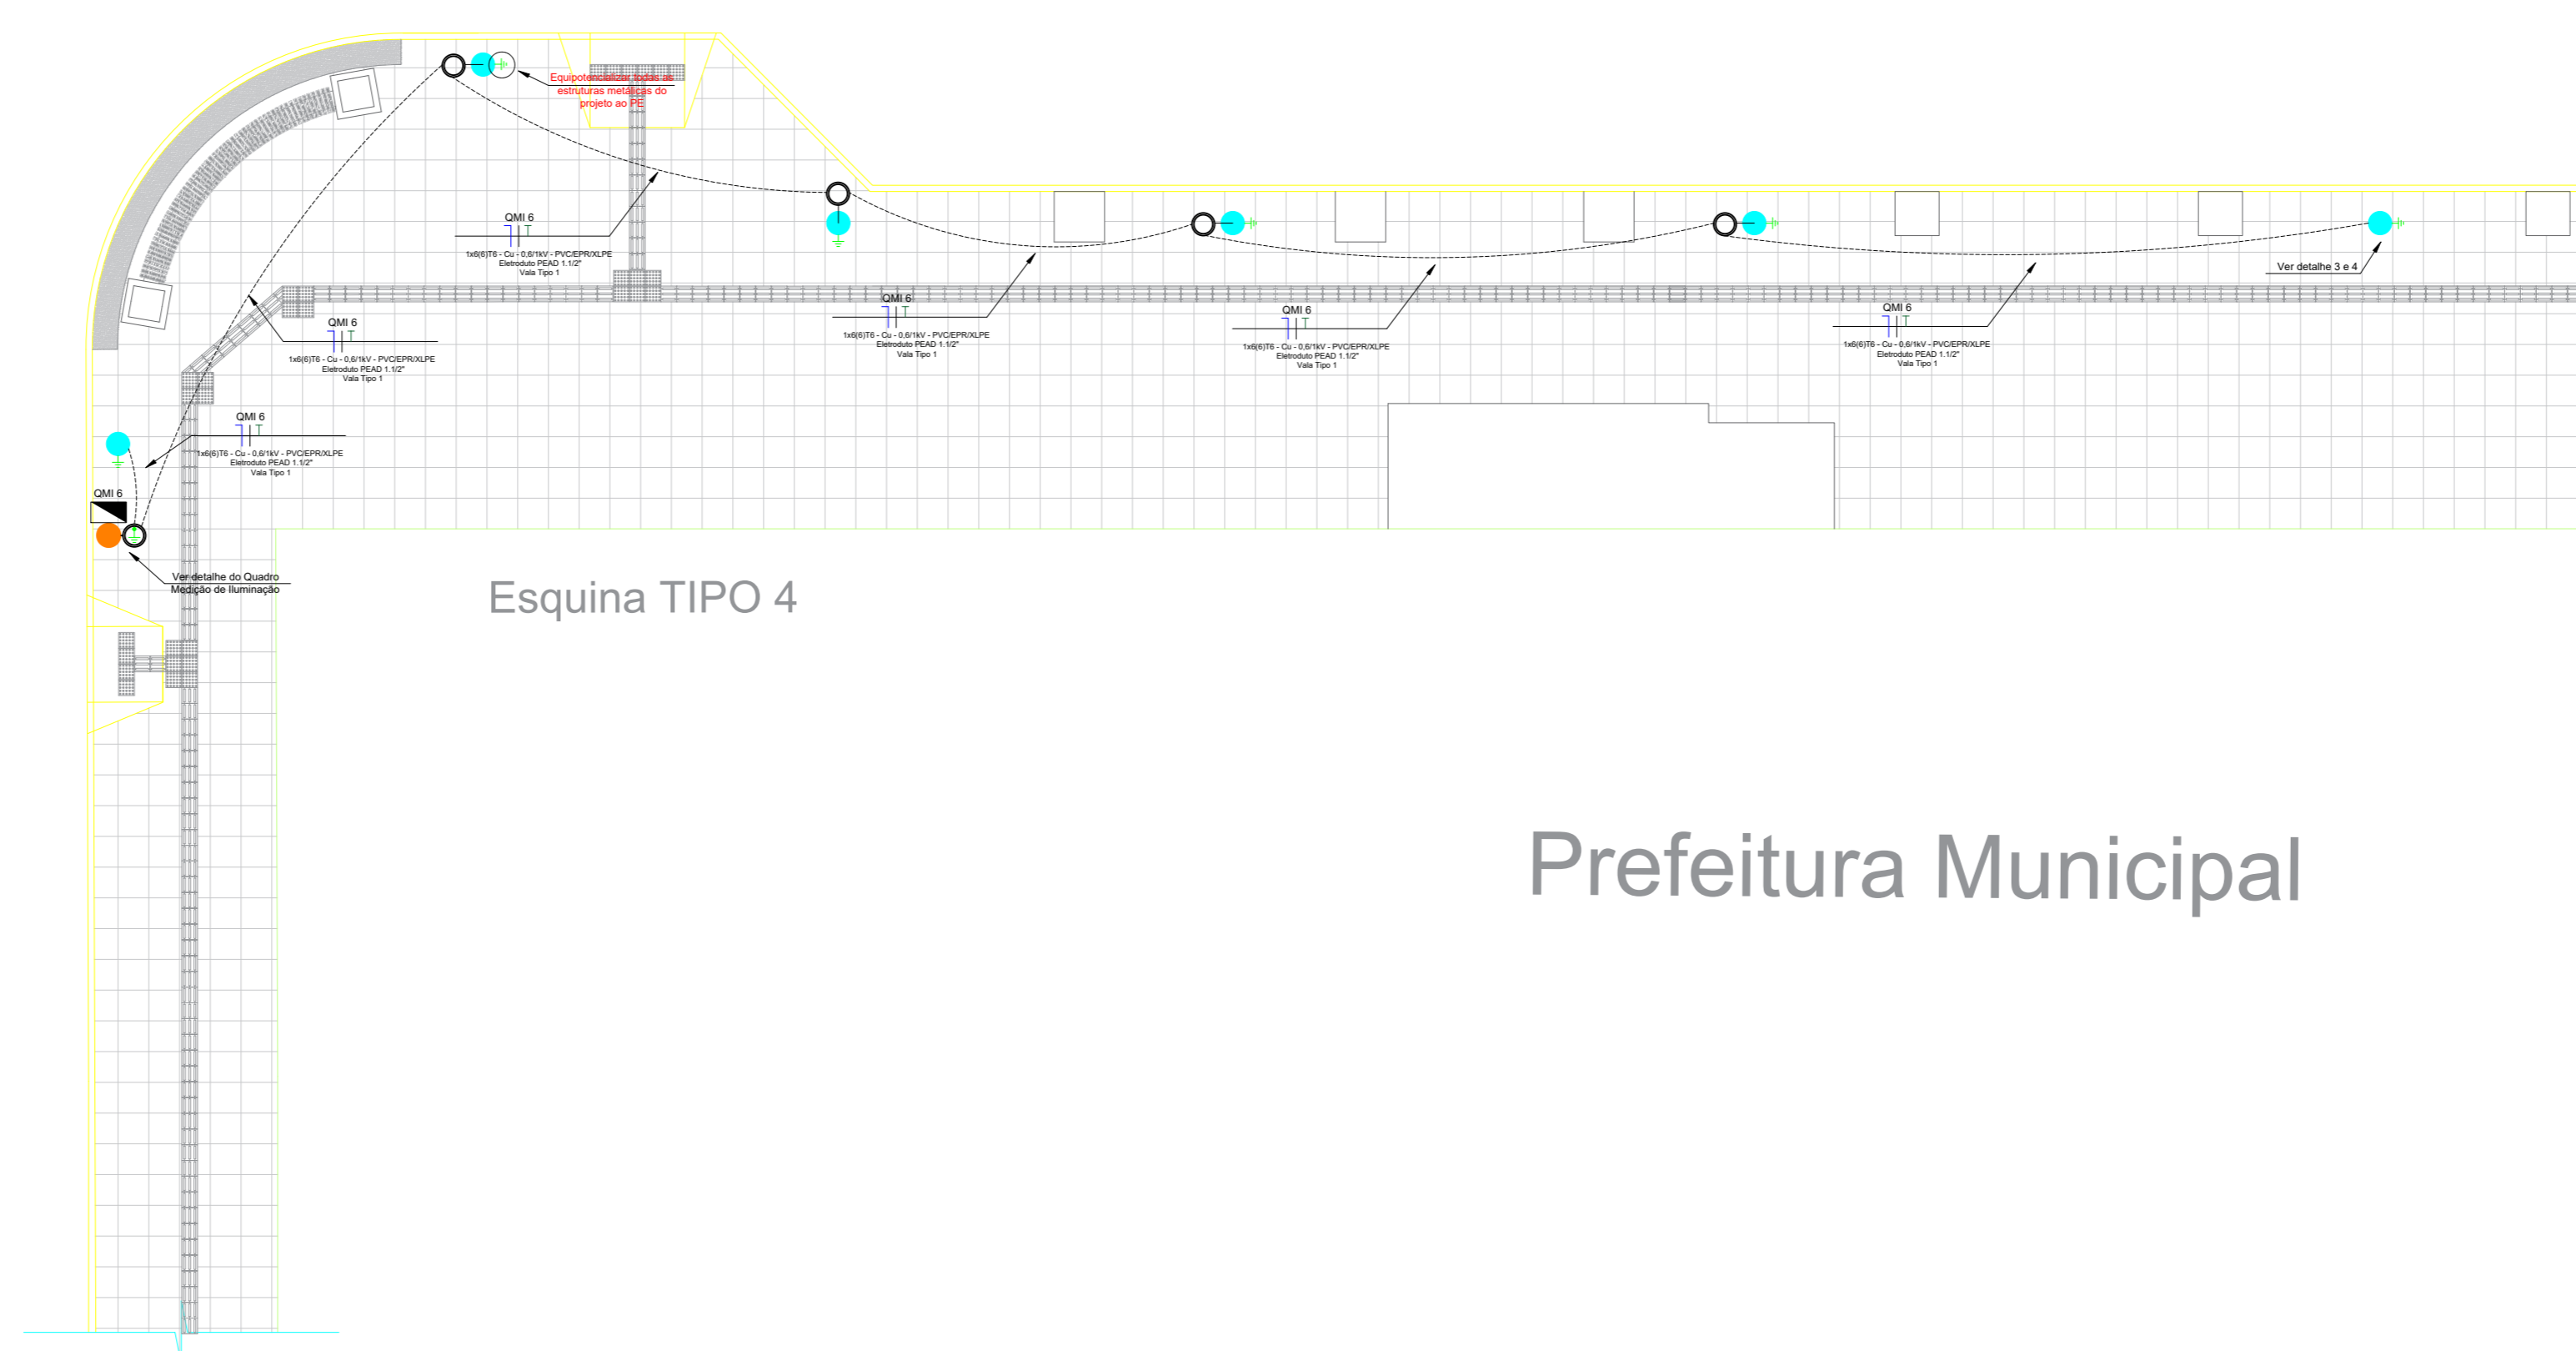 Equipotencializar todas as
estruturas metálicas do
projeto ao PE
QMI 6
1x6(6)T6 - Cu - 0,6/1kV - PVC/EPR/XLPE
Eletroduto PEAD 1.1/2"
Vala Tipo 1
Ver detalhe 3 e 4
QMI 6
1x6(6)T6 - Cu - 0,6/1kV - PVC/EPR/XLPE
Eletroduto PEAD 1.1/2"
Vala Tipo 1
QMI 6
1x6(6)T6 - Cu - 0,6/1kV - PVC/EPR/XLPE
Eletroduto PEAD 1.1/2"
Vala Tipo 1
QMI 6
1x6(6)T6 - Cu - 0,6/1kV - PVC/EPR/XLPE
Eletroduto PEAD 1.1/2"
Vala Tipo 1
QMI 6
1x6(6)T6 - Cu - 0,6/1kV - PVC/EPR/XLPE
Eletroduto PEAD 1.1/2"
Vala Tipo 1
QMI 6
1x6(6)T6 - Cu - 0,6/1kV - PVC/EPR/XLPE
Eletroduto PEAD 1.1/2"
Vala Tipo 1
QMI 6
Ver detalhe do Quadro
Medição de Iluminação
Esquina TIPO 4
Prefeitura Municipal